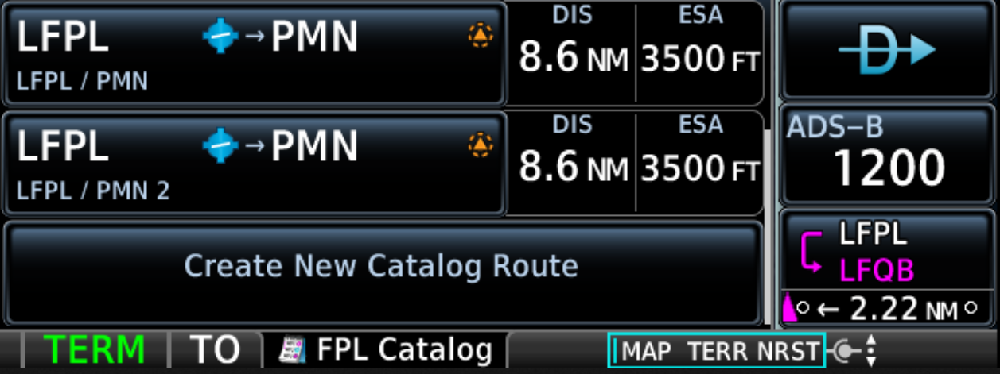 LFPL → PMN
LFPL / PMN
DIS ESA
8.6 NM 3500 FT
LFPL → PMN
LFPL / PMN 2
DIS ESA
8.6 NM 3500 FT
Create New Catalog Route
D
ADS-B
1200
LFPL
LFQB
← 2.22 NM
TERM TO FPL Catalog MAP TERR NRST